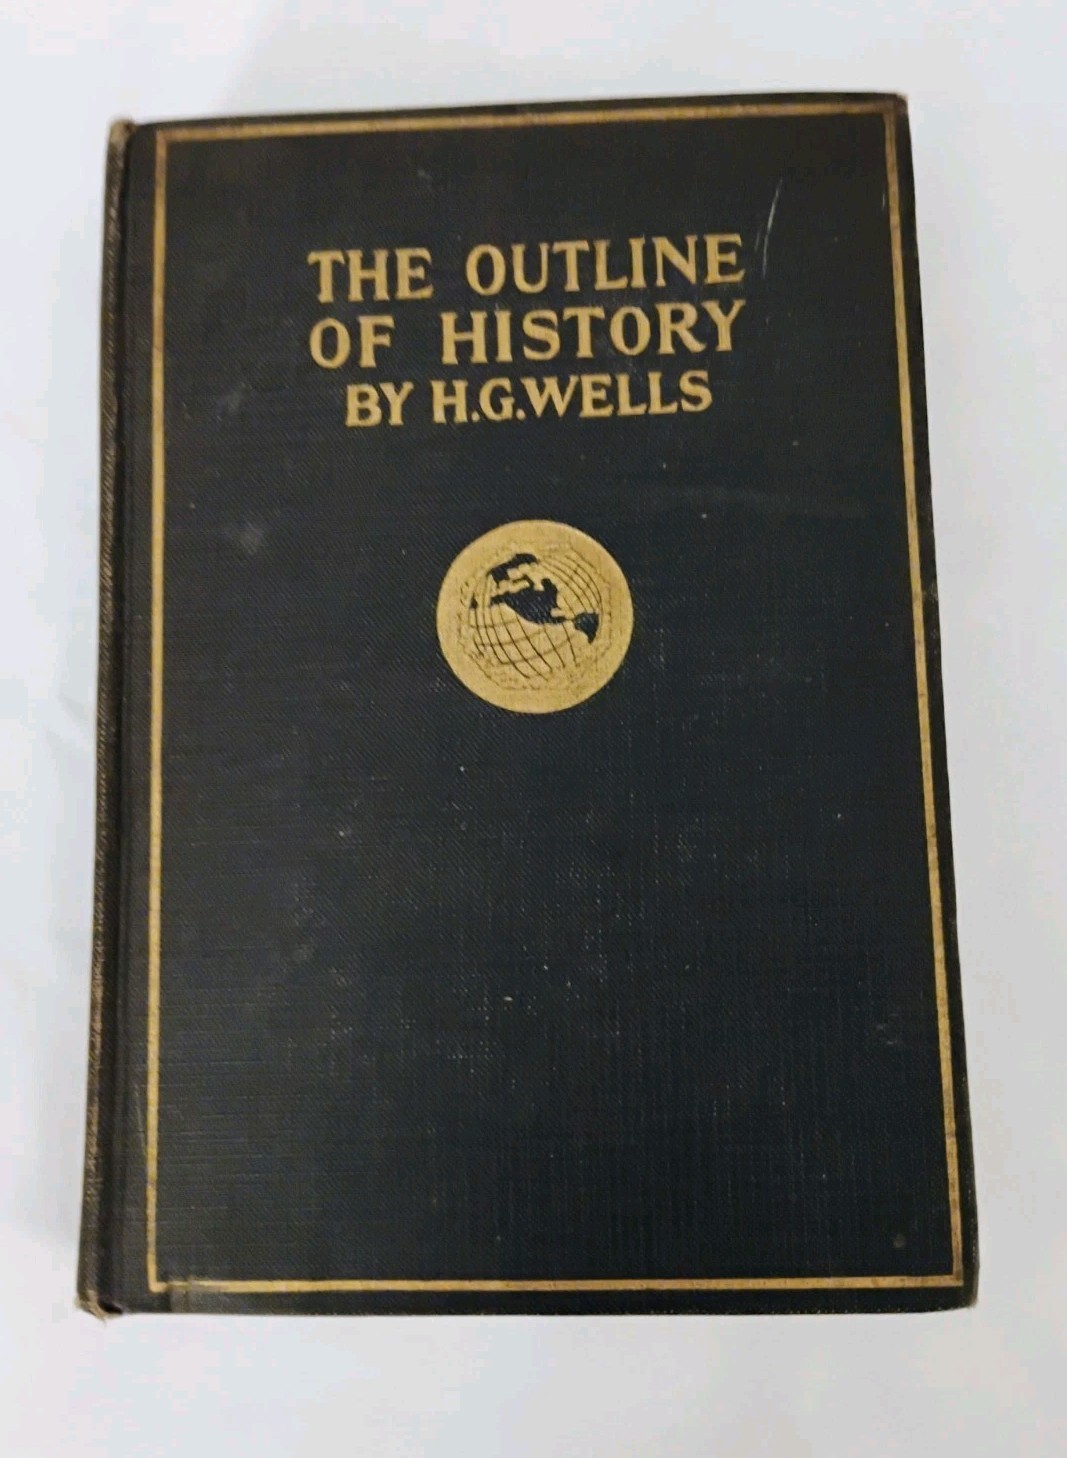 THE OUTLINE
OF HISTORY
BY H.G.WELLS